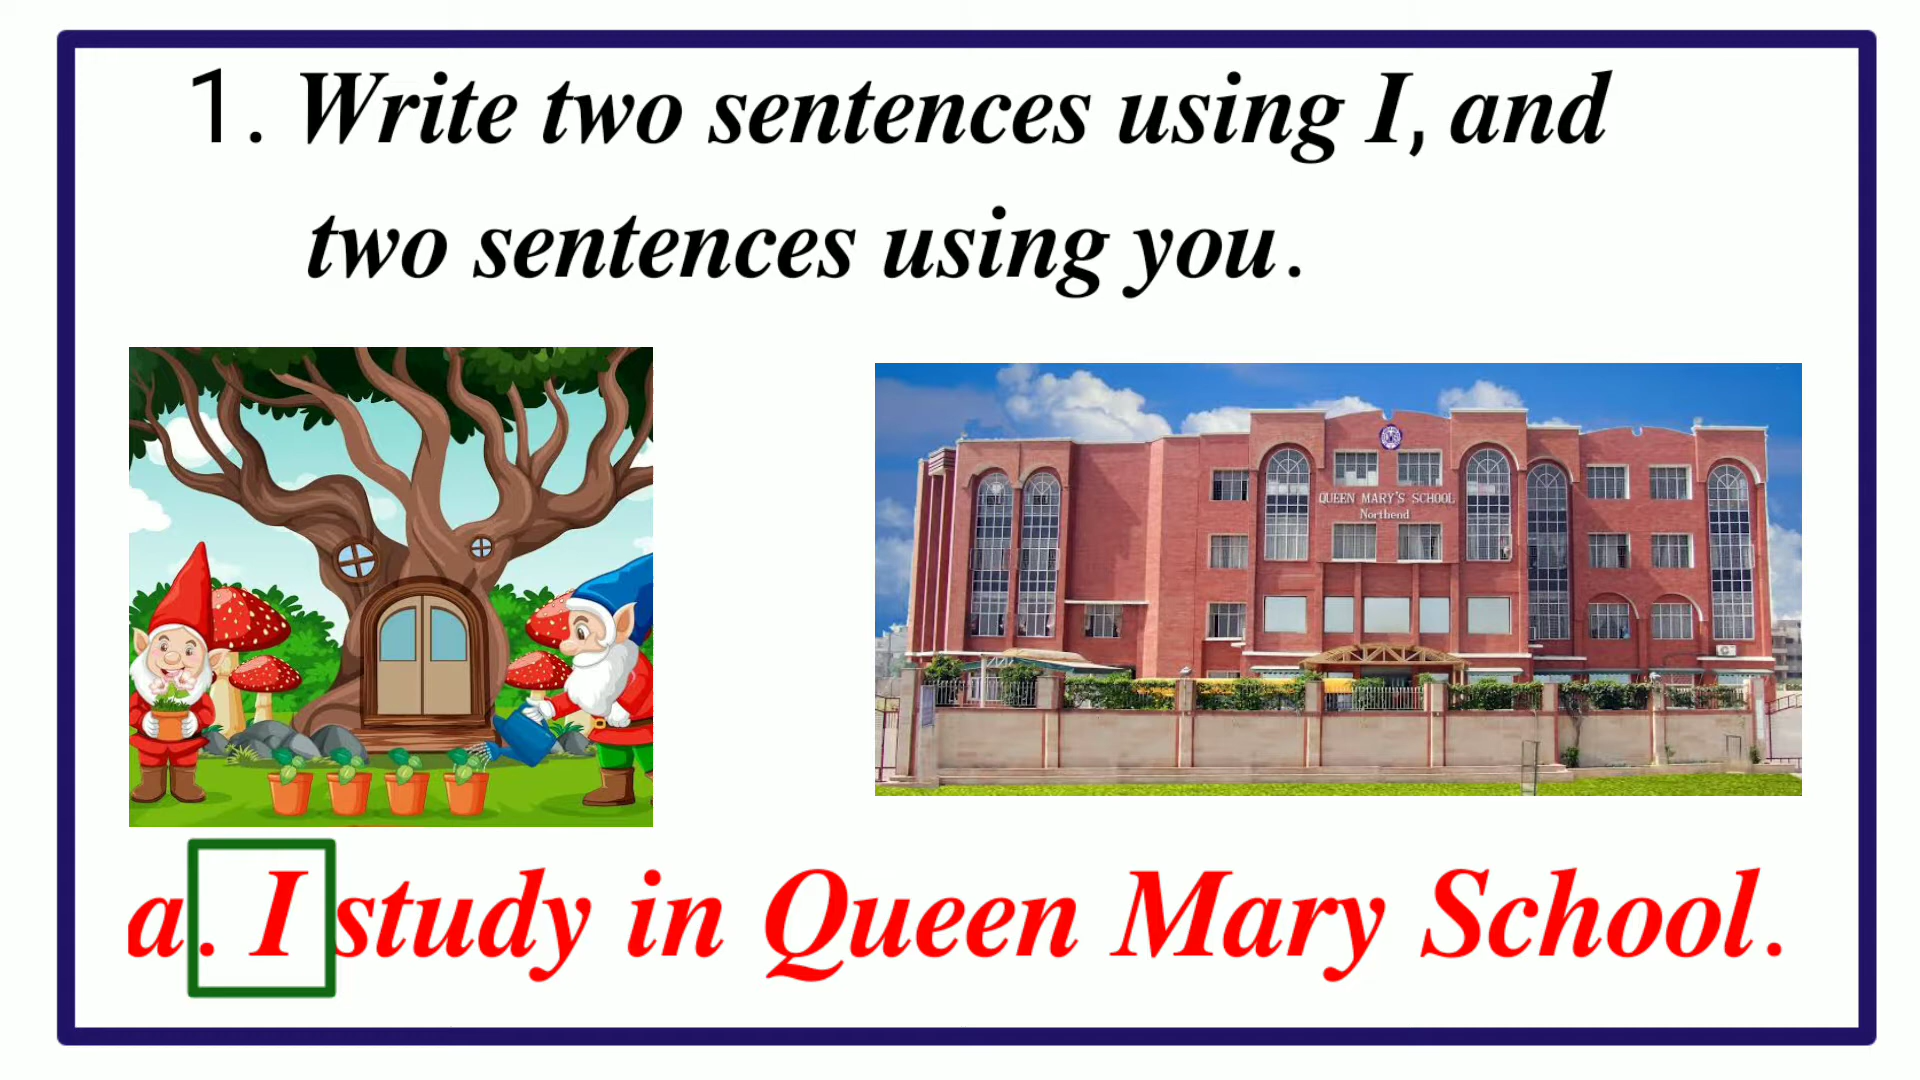 1. Write two sentences using I, and
two sentences using you.
QUEEN MARY'S SCHOOL
Northend
a. I study in Queen Mary School.